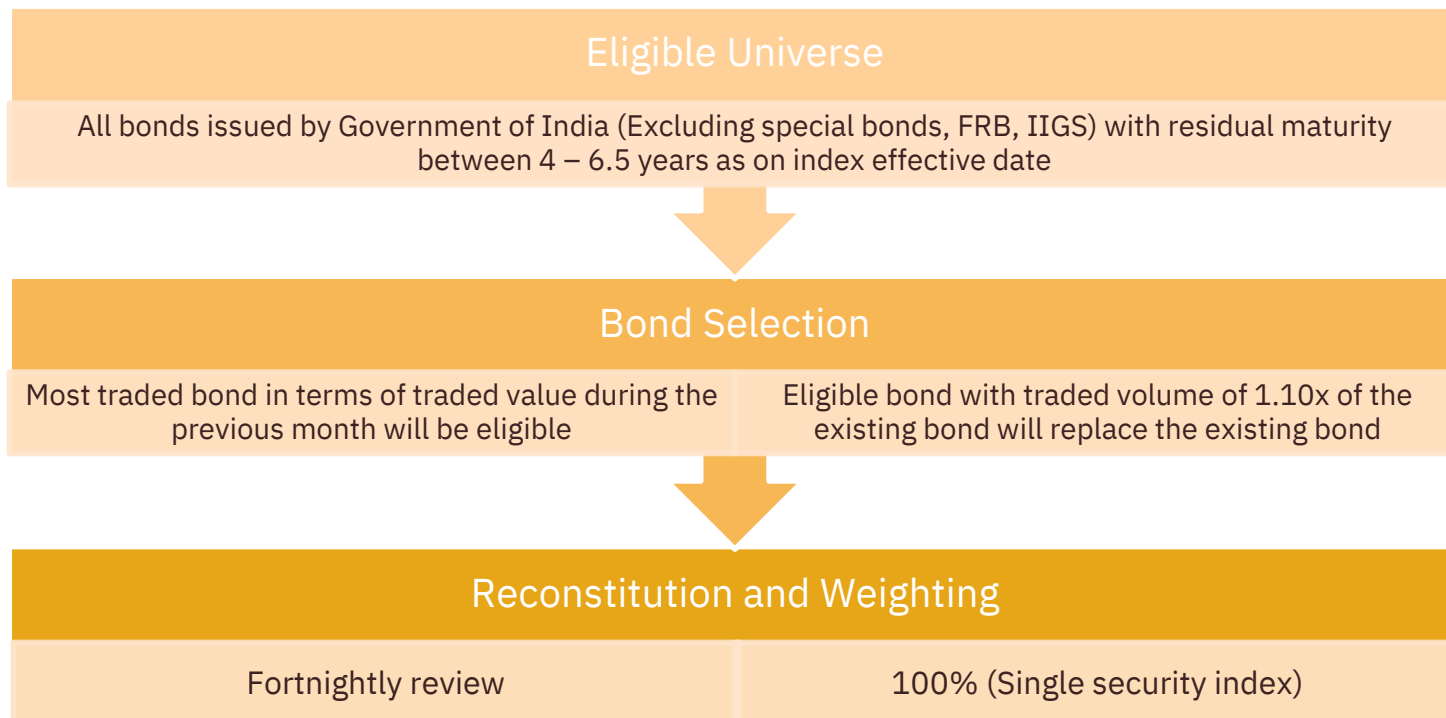 Eligible Universe
All bonds issued by Government of India (Excluding special bonds, FRB, IIGS) with residual maturity
between 4 – 6.5 years as on index effective date
Bond Selection
Most traded bond in terms of traded value during the
previous month will be eligible
Eligible bond with traded volume of 1.10x of the
existing bond will replace the existing bond
Reconstitution and Weighting
Fortnightly review
100% (Single security index)